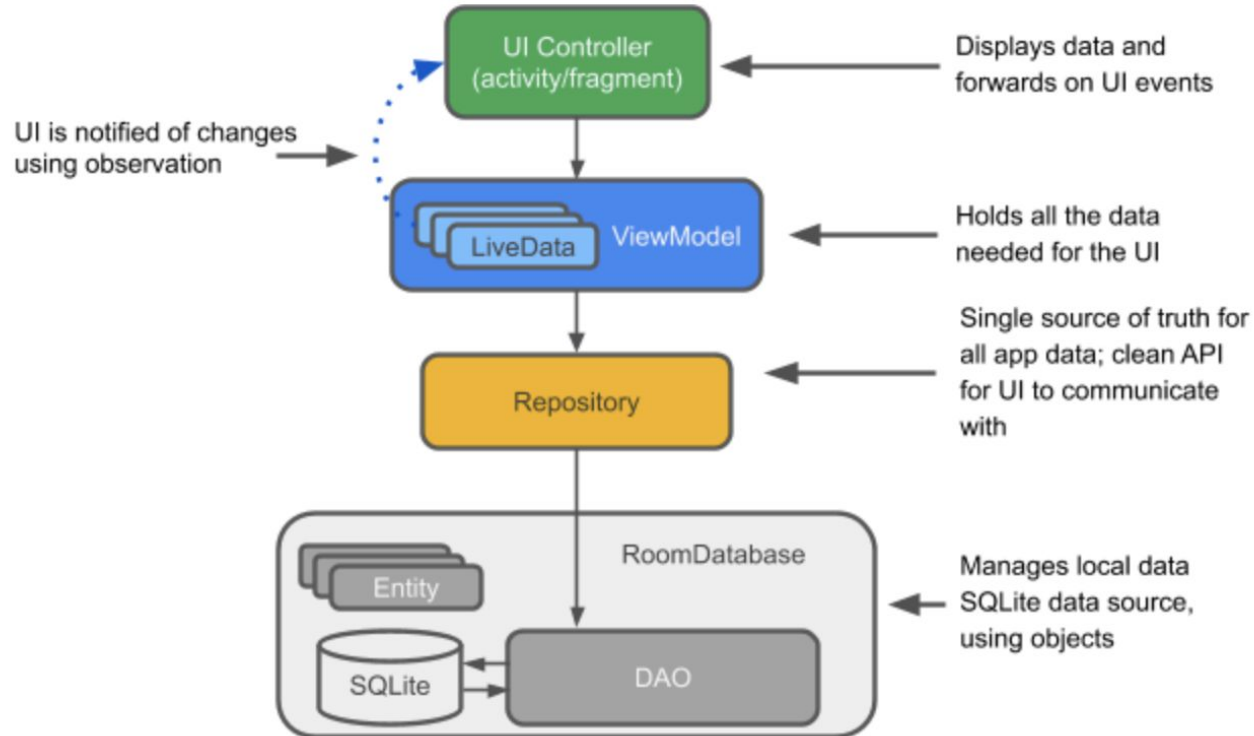 UI Controller
(activity/fragment)
Displays data and
forwards on UI events
UI is notified of changes
using observation
LiveData
ViewModel
Holds all the data
needed for the UI
Single source of truth for
all app data; clean API
for UI to communicate
with
Repository
RoomDatabase
Entity
Manages local data
SQLite data source,
using objects
SQLite
DAO